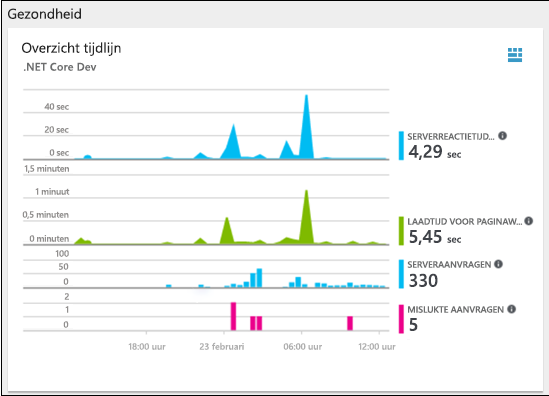 Gezondheid
Overzicht tijdlijn
.NET Core Dev
40 sec
20 sec
0 sec
SERVERREACTIETIJD...
4,29 sec
1,5 minuten
1 minuut
0,5 minuten
0 minuten
LAADTIJD VOOR PAGINAW...
5,45 sec
100
50
0
SERVERAANVRAGEN
330
2
1
0
MISLUKTE AANVRAGEN
5
18:00 uur
23 februari
06:00 uur
12:00 uur